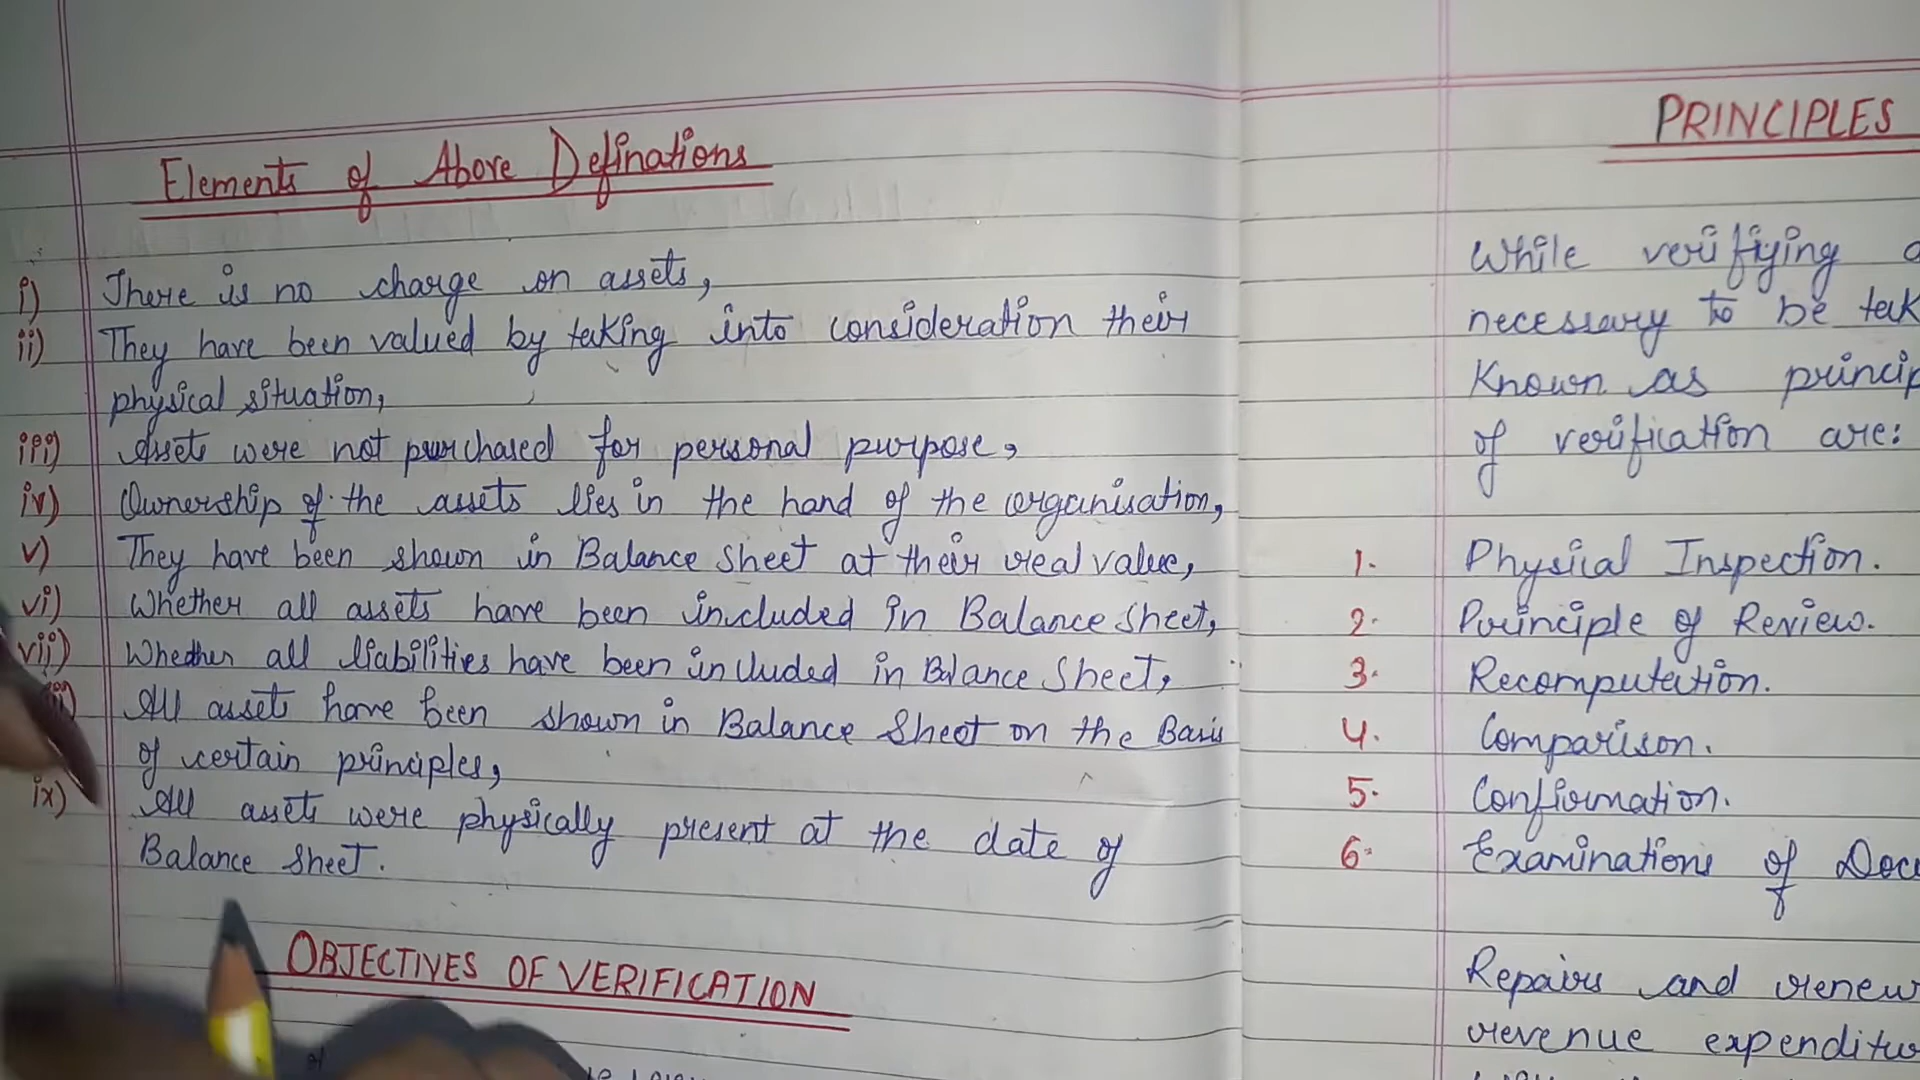 Elements of Above Definations
i) There is no charge on assets,
ii) They have been valued by taking into consideration their
physical situation,
iii) Assets were not purchased for personal purpose,
iv) Ownership of the assets lies in the hand of the organisation,
v) They have been shown in Balance Sheet at their real value,
vi) Whether all assets have been included in Balance Sheet,
vii) Whether all liabilities have been included in Balance Sheet,
All assets have been shown in Balance Sheet on the Basis
of certain principles,
ix) All assets were physically present at the date of
Balance Sheet.
OBJECTIVES OF VERIFICATION
PRINCIPLES
While verifying
necessary to be
Known as
of verification are:
1. Physical Inspection.
2. Principle of Review.
3. Recomputation.
4. Comparison.
5. Confirmation.
6. Examinations of
Repairs and
revenue